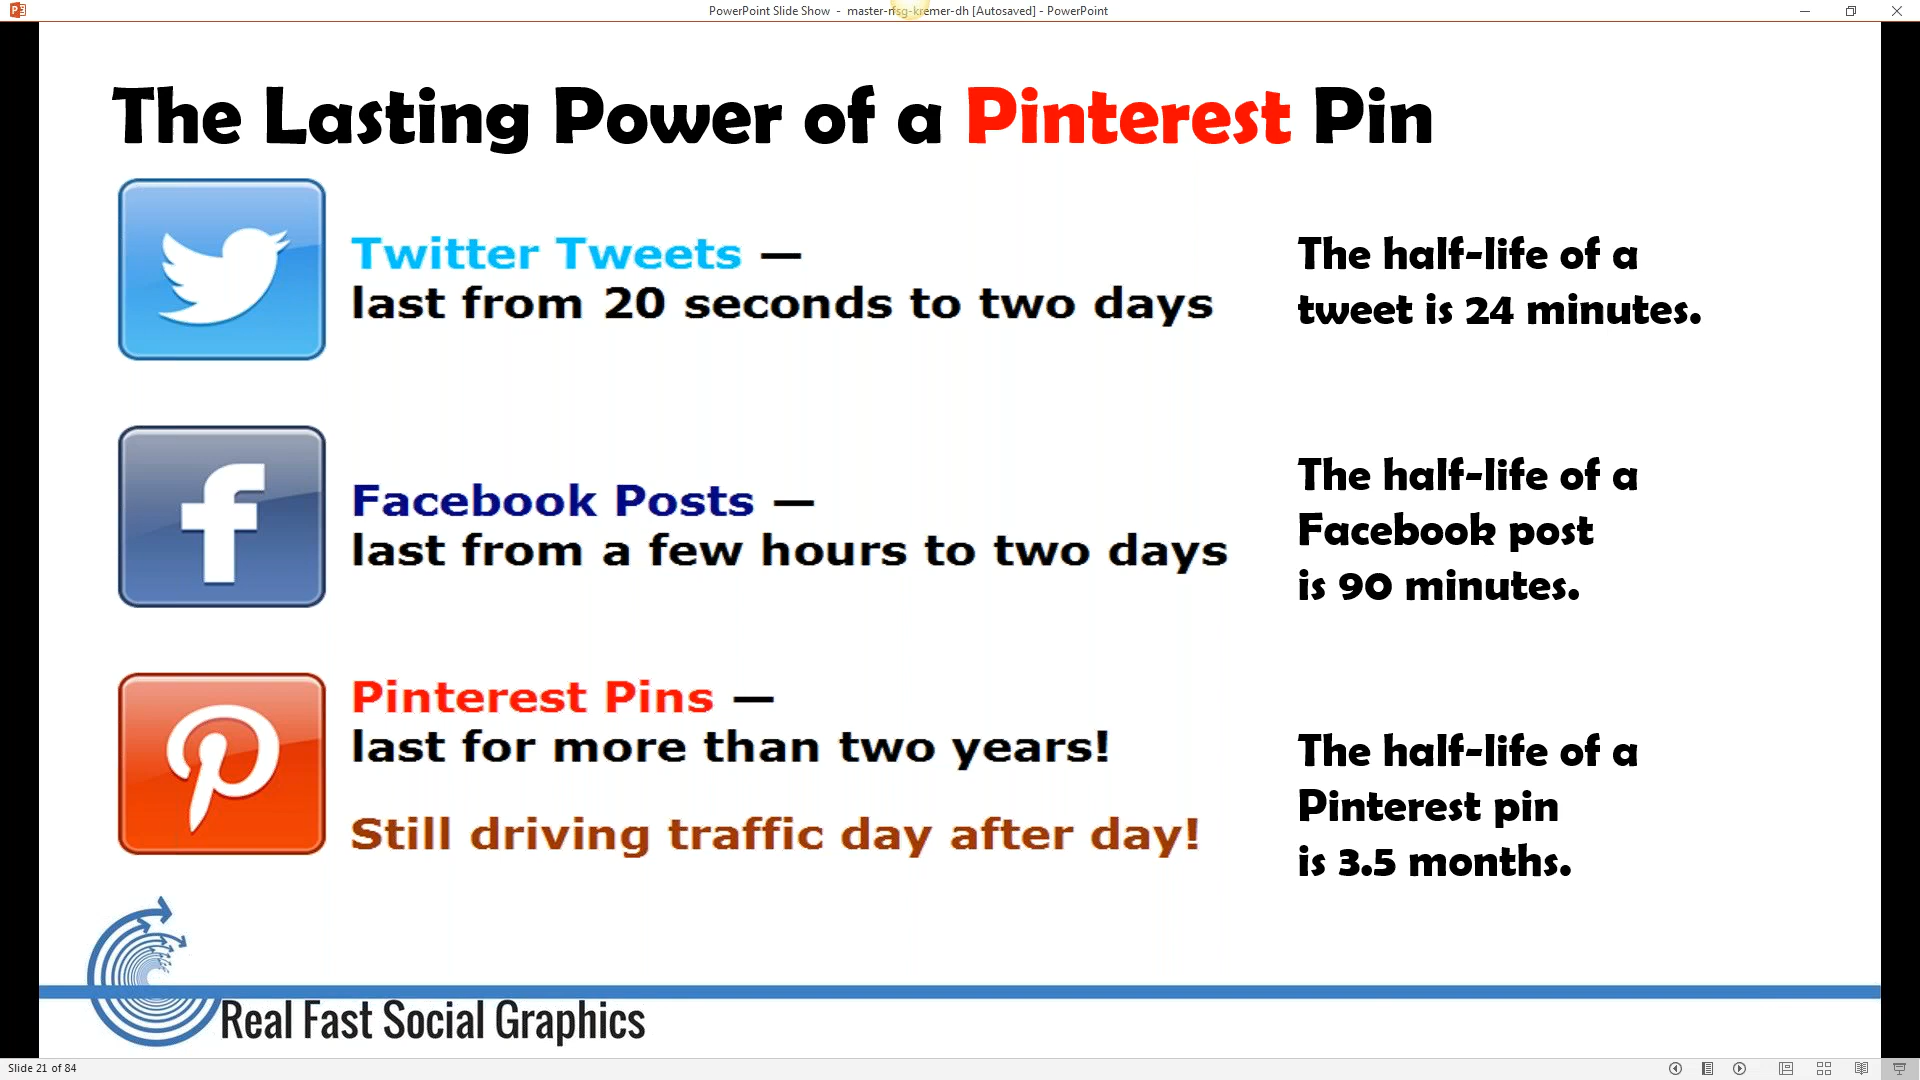 PowerPoint Slide Show - master-rfsg-kremer-dh [Autosaved] - PowerPoint
The Lasting Power of a Pinterest Pin
Twitter Tweets —
last from 20 seconds to two days
The half-life of a
tweet is 24 minutes.
Facebook Posts —
last from a few hours to two days
The half-life of a
Facebook post
is 90 minutes.
Pinterest Pins —
last for more than two years!
Still driving traffic day after day!
The half-life of a
Pinterest pin
is 3.5 months.
Real Fast Social Graphics
Slide 21 of 84